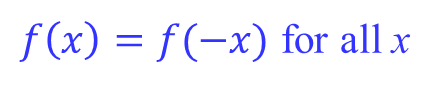 f(x) = f(−x) for all x